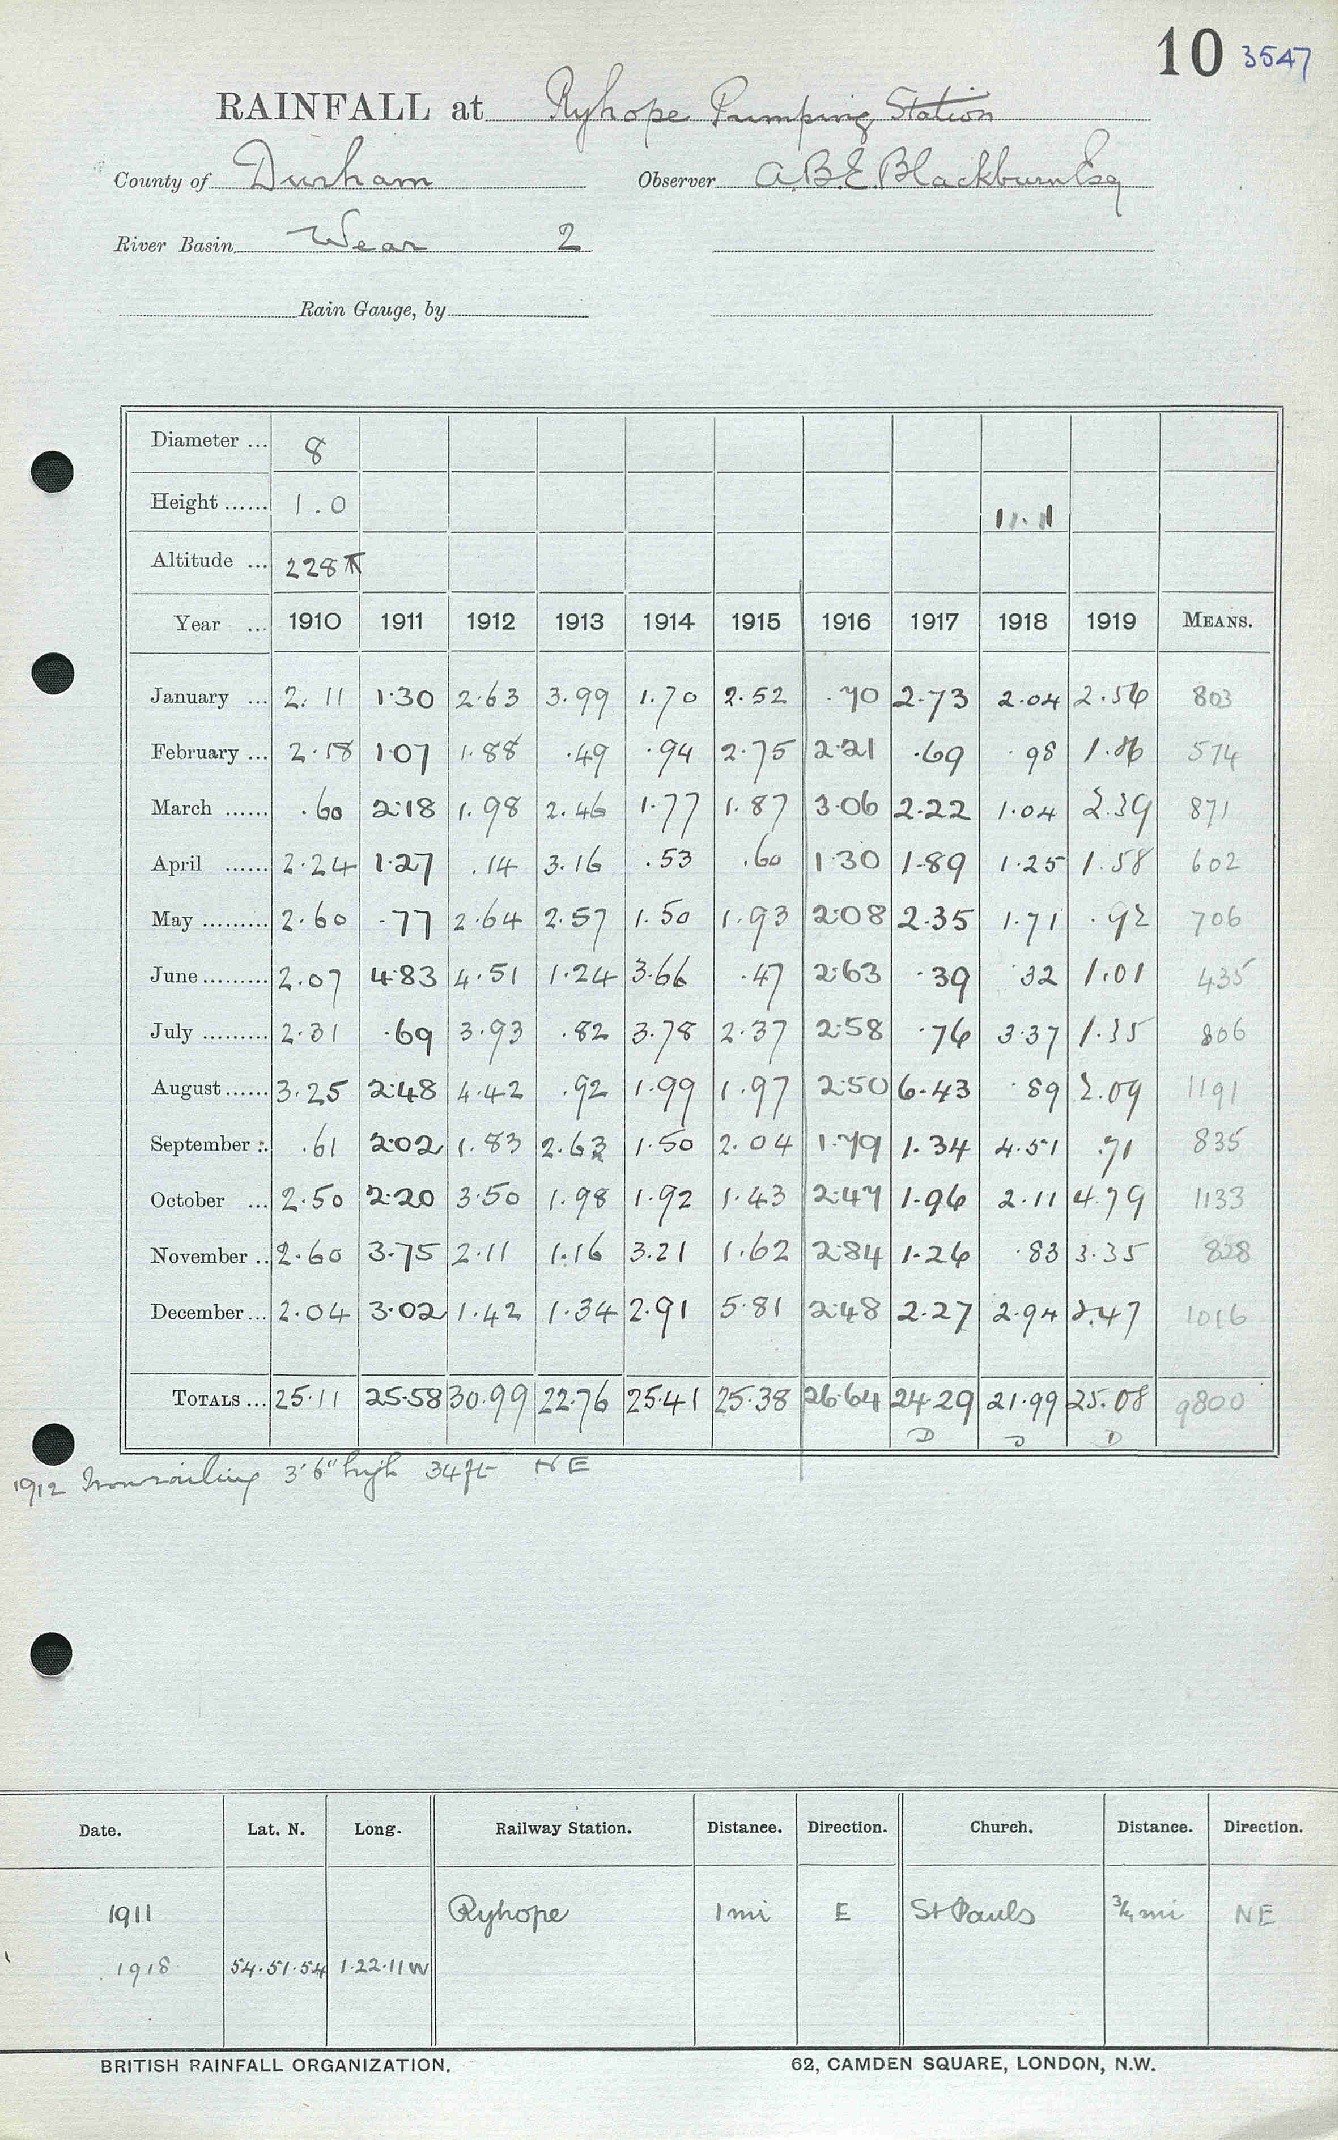 10 3547
RAINFALL at Ryhope Pumping Station
County of Durham Observer A.B.E. Blackburn Esq
River Basin Wear 2
Rain Gauge, by
Diameter ... 8
Height ...... 1.0 11.11
Altitude ... 228
Year ... 1910 1911 1912 1913 1914 1915 1916 1917 1918 1919 MEANS.
January ... 2.11 1.30 2.63 3.99 1.70 2.52 .70 2.73 2.04 2.56 803
February ... 2.18 1.07 1.88 .49 .94 2.75 2.21 .69 .98 1.86 574
March ...... .60 2.18 1.98 2.46 1.77 1.87 3.06 2.22 1.04 2.39 871
April ...... 2.24 1.27 .14 3.16 .53 .60 1.30 1.89 1.25 1.58 602
May ......... 2.60 .77 2.64 2.57 1.50 1.93 2.08 2.35 1.71 .92 706
June ......... 2.07 4.83 4.51 1.24 3.66 .47 2.63 .39 .32 1.01 435
July ......... 2.31 .69 3.93 .82 3.78 2.37 2.58 .76 3.37 1.35 806
August ...... 3.25 2.48 4.42 .92 1.99 1.97 2.50 6.43 .89 2.09 1191
September .. .61 2.02 1.83 2.63 1.50 2.04 1.79 1.34 4.51 .71 835
October ... 2.50 2.20 3.50 1.98 1.92 1.43 2.47 1.96 2.11 4.79 1133
November .. 2.60 3.75 2.11 1.16 3.21 1.62 2.84 1.26 .83 3.35 828
December ... 2.04 3.02 1.42 1.34 2.91 5.81 2.48 2.27 2.94 2.47 1016
TOTALS ... 25.11 25.58 30.99 22.76 25.41 25.38 26.64 24.29 21.99 25.08 9800
D D D
1912 Iron railing 3'6" high 34ft NE
Date. Lat. N. Long. Railway Station. Distance. Direction. Church. Distance. Direction.
1911 Ryhope 1 mi E St Pauls ¾ mi NE
1918 54.51.54 1.22.11W
BRITISH RAINFALL ORGANIZATION. 62, CAMDEN SQUARE, LONDON, N.W.